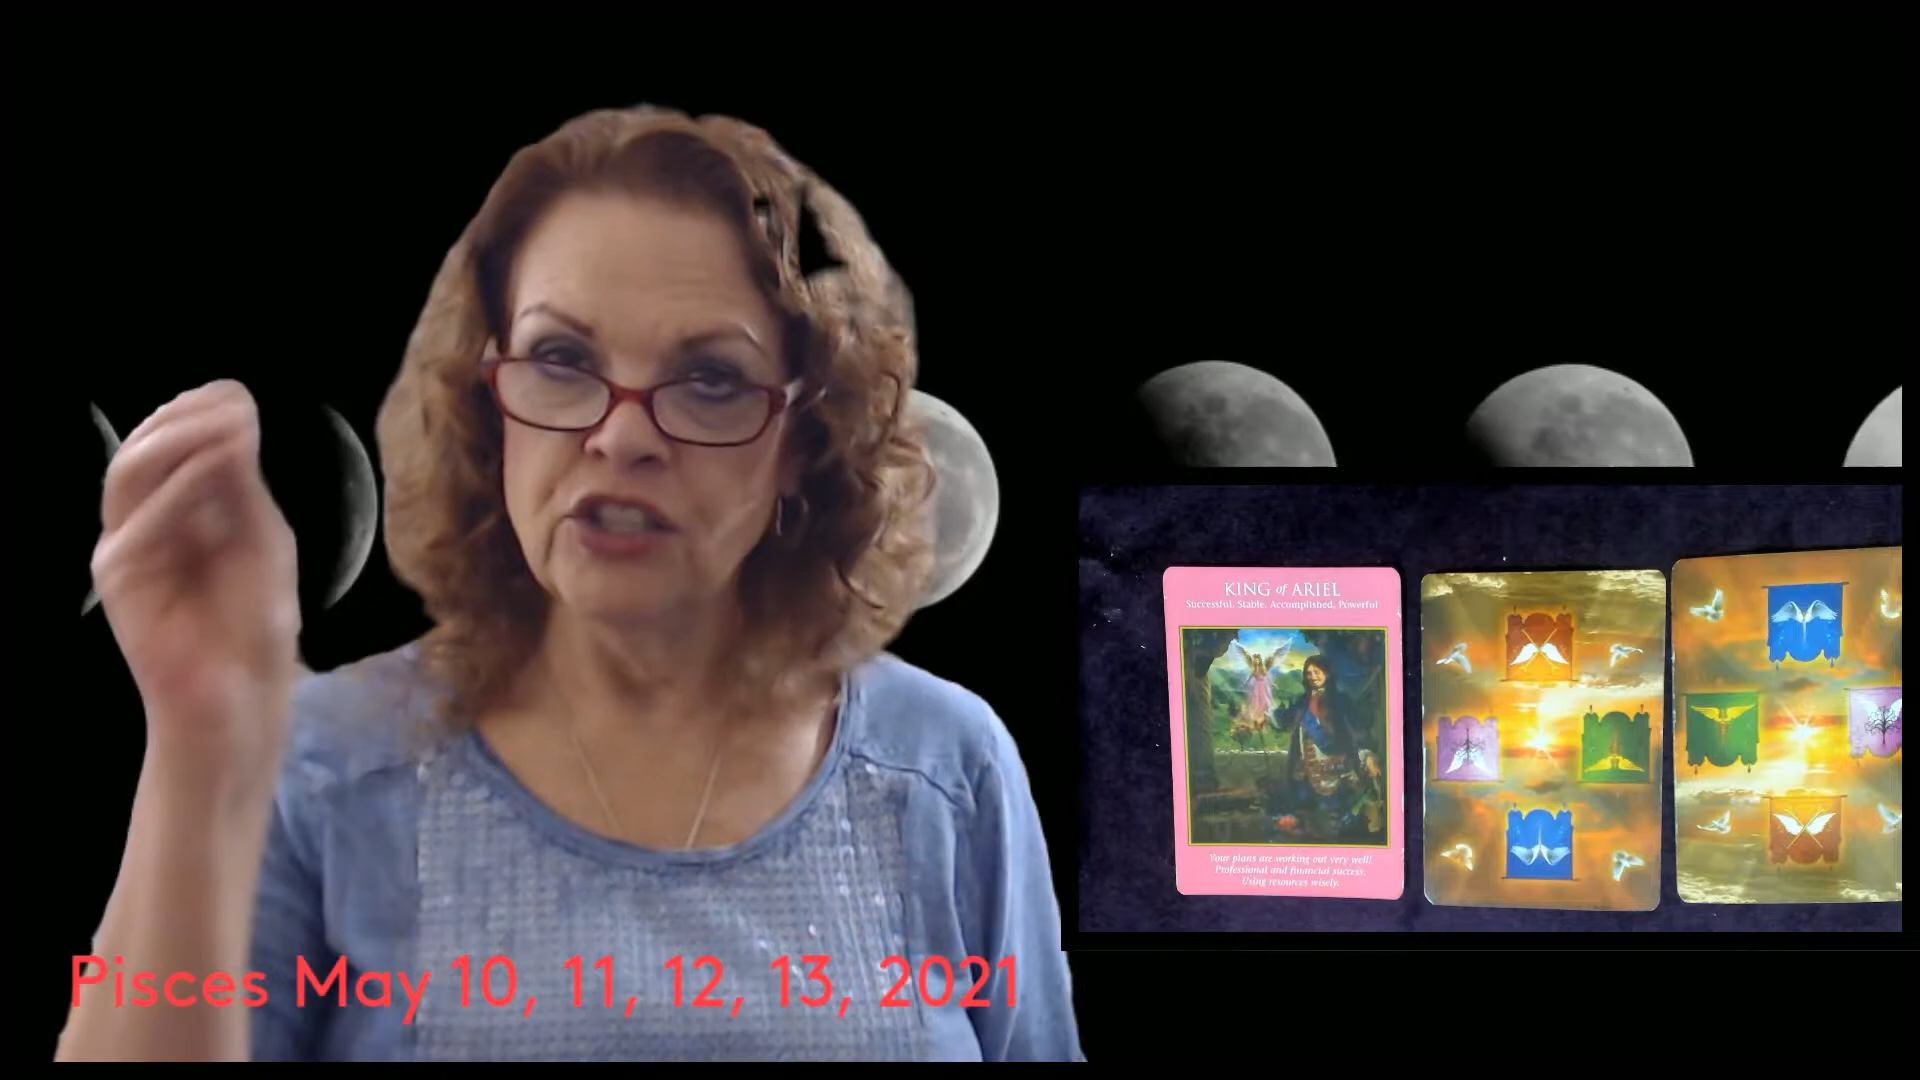 KING of ARIEL
Successful, Stable, Accomplished, Powerful
Your plans are working out very well!
Professional and financial success.
Using resources wisely.
Pisces May 10, 11, 12, 13, 2021